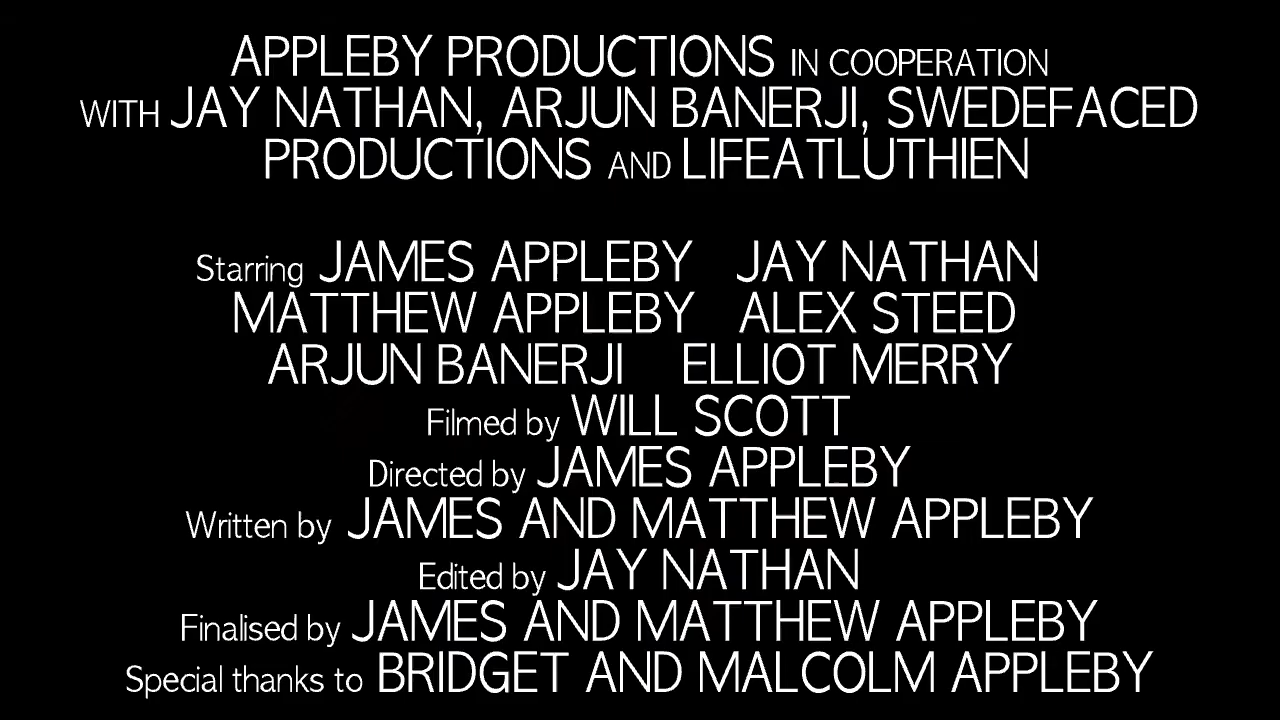 APPLEBY PRODUCTIONS IN COOPERATION
WITH JAY NATHAN, ARJUN BANERJI, SWEDEFACED
PRODUCTIONS AND LIFEATLUTHIEN
Starring JAMES APPLEBY JAY NATHAN
MATTHEW APPLEBY ALEX STEED
ARJUN BANERJI ELLIOT MERRY
Filmed by WILL SCOTT
Directed by JAMES APPLEBY
Written by JAMES AND MATTHEW APPLEBY
Edited by JAY NATHAN
Finalised by JAMES AND MATTHEW APPLEBY
Special thanks to BRIDGET AND MALCOLM APPLEBY